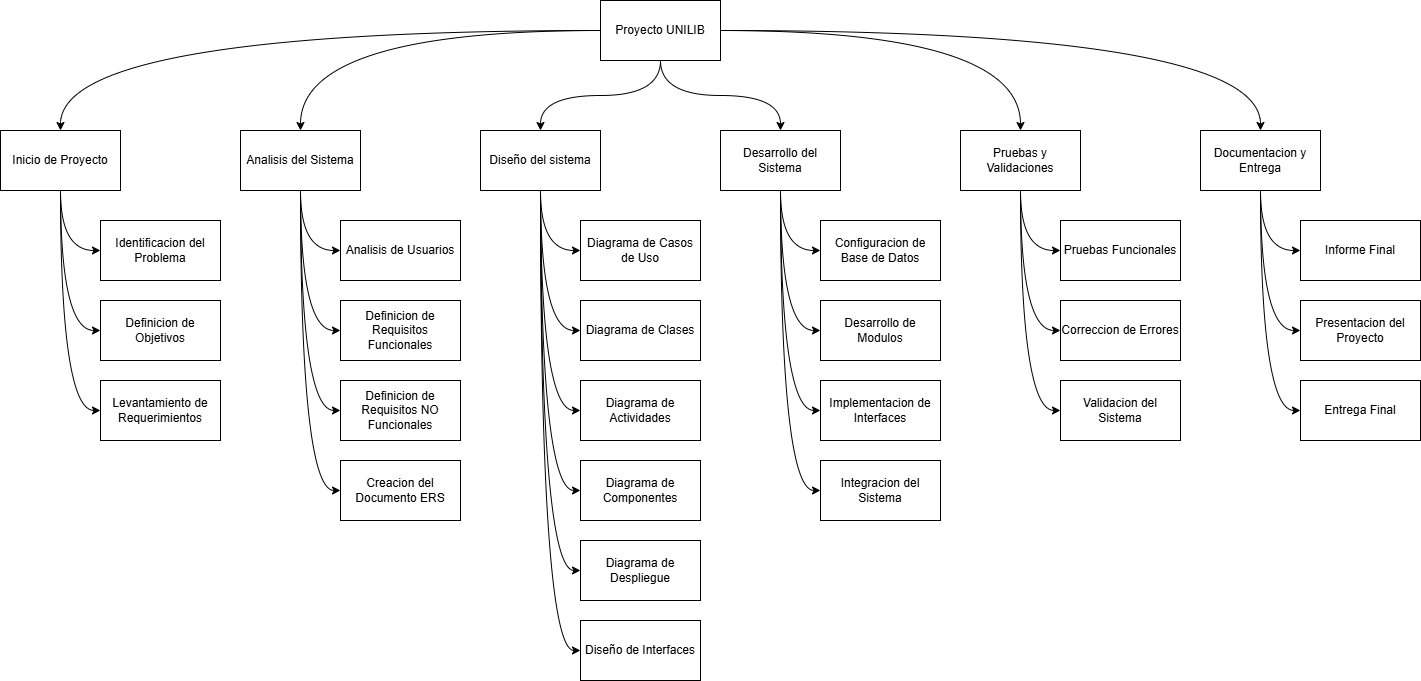 Proyecto UNILIB
Inicio de Proyecto
Identificacion del
Problema
Definicion de
Objetivos
Levantamiento de
Requerimientos
Analisis del Sistema
Analisis de Usuarios
Definicion de
Requisitos
Funcionales
Definicion de
Requisitos NO
Funcionales
Creacion del
Documento ERS
Diseño del sistema
Diagrama de Casos
de Uso
Diagrama de Clases
Diagrama de
Actividades
Diagrama de
Componentes
Diagrama de
Despliegue
Diseño de Interfaces
Desarrollo del
Sistema
Configuracion de
Base de Datos
Desarrollo de
Modulos
Implementacion de
Interfaces
Integracion del
Sistema
Pruebas y
Validaciones
Pruebas Funcionales
Correccion de Errores
Validacion del
Sistema
Documentacion y
Entrega
Informe Final
Presentacion del
Proyecto
Entrega Final